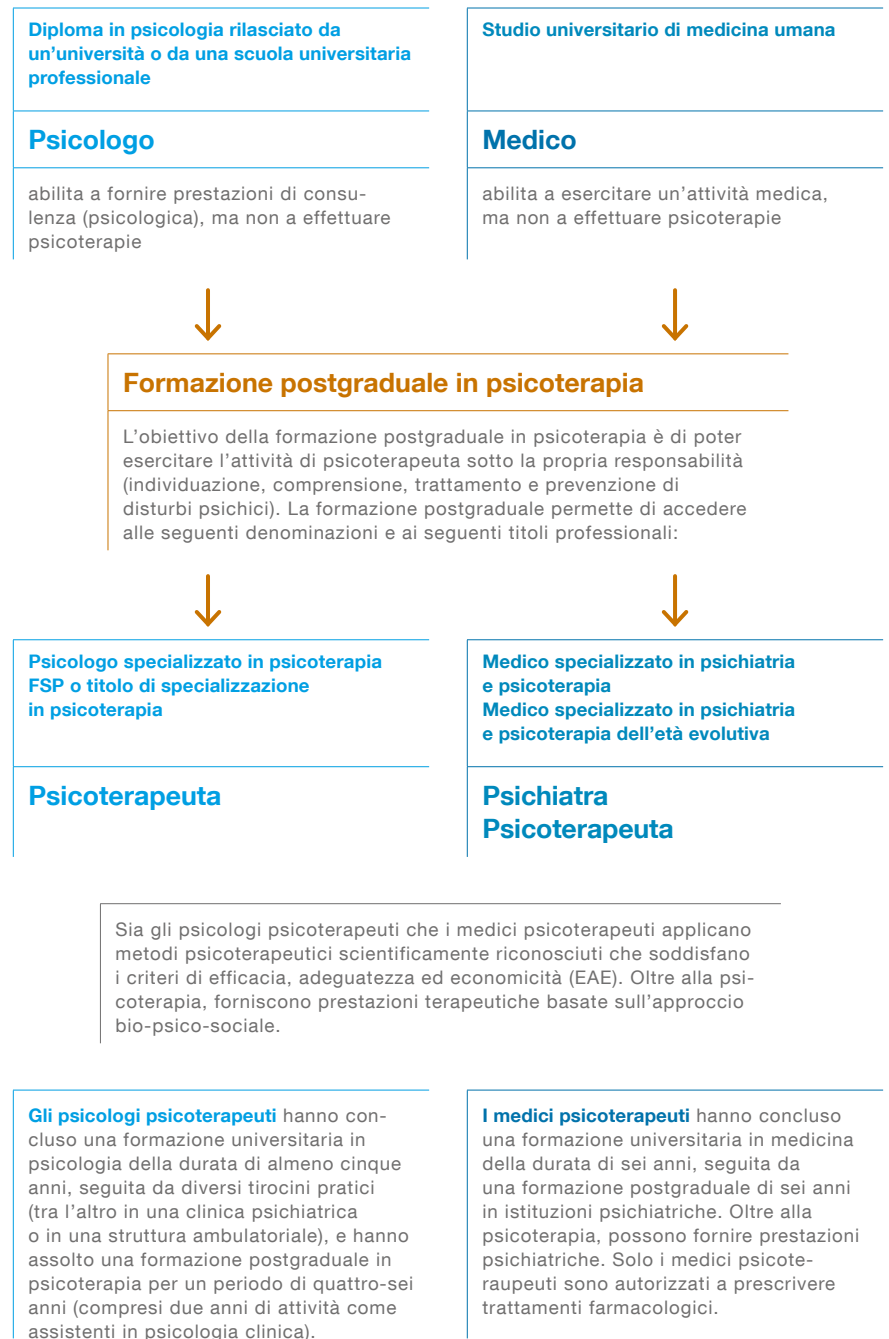 Diploma in psicologia rilasciato da
un'università o da una scuola universitaria
professionale
Psicologo
abilita a fornire prestazioni di consu-
lenza (psicologica), ma non a effettuare
psicoterapie
Studio universitario di medicina umana
Medico
abilita a esercitare un'attività medica,
ma non a effettuare psicoterapie
Formazione postgraduale in psicoterapia
L'obiettivo della formazione postgraduale in psicoterapia è di poter
esercitare l'attività di psicoterapeuta sotto la propria responsabilità
(individuazione, comprensione, trattamento e prevenzione di
disturbi psichici). La formazione postgraduale permette di accedere
alle seguenti denominazioni e ai seguenti titoli professionali:
Psicologo specializzato in psicoterapia
FSP o titolo di specializzazione
in psicoterapia
Psicoterapeuta
Medico specializzato in psichiatria
e psicoterapia
Medico specializzato in psichiatria
e psicoterapia dell'età evolutiva
Psichiatra
Psicoterapeuta
Sia gli psicologi psicoterapeuti che i medici psicoterapeuti applicano
metodi psicoterapeutici scientificamente riconosciuti che soddisfano
i criteri di efficacia, adeguatezza ed economicità (EAE). Oltre alla psi-
coterapia, forniscono prestazioni terapeutiche basate sull'approccio
bio-psico-sociale.
Gli psicologi psicoterapeuti hanno con-
cluso una formazione universitaria in
psicologia della durata di almeno cinque
anni, seguita da diversi tirocini pratici
(tra l'altro in una clinica psichiatrica
o in una struttura ambulatoriale), e hanno
assolto una formazione postgraduale in
psicoterapia per un periodo di quattro-sei
anni (compresi due anni di attività come
assistenti in psicologia clinica).
I medici psicoterapeuti hanno concluso
una formazione universitaria in medicina
della durata di sei anni, seguita da
una formazione postgraduale di sei anni
in istituzioni psichiatriche. Oltre alla
psicoterapia, possono fornire prestazioni
psichiatriche. Solo i medici psicote-
raupeuti sono autorizzati a prescrivere
trattamenti farmacologici.